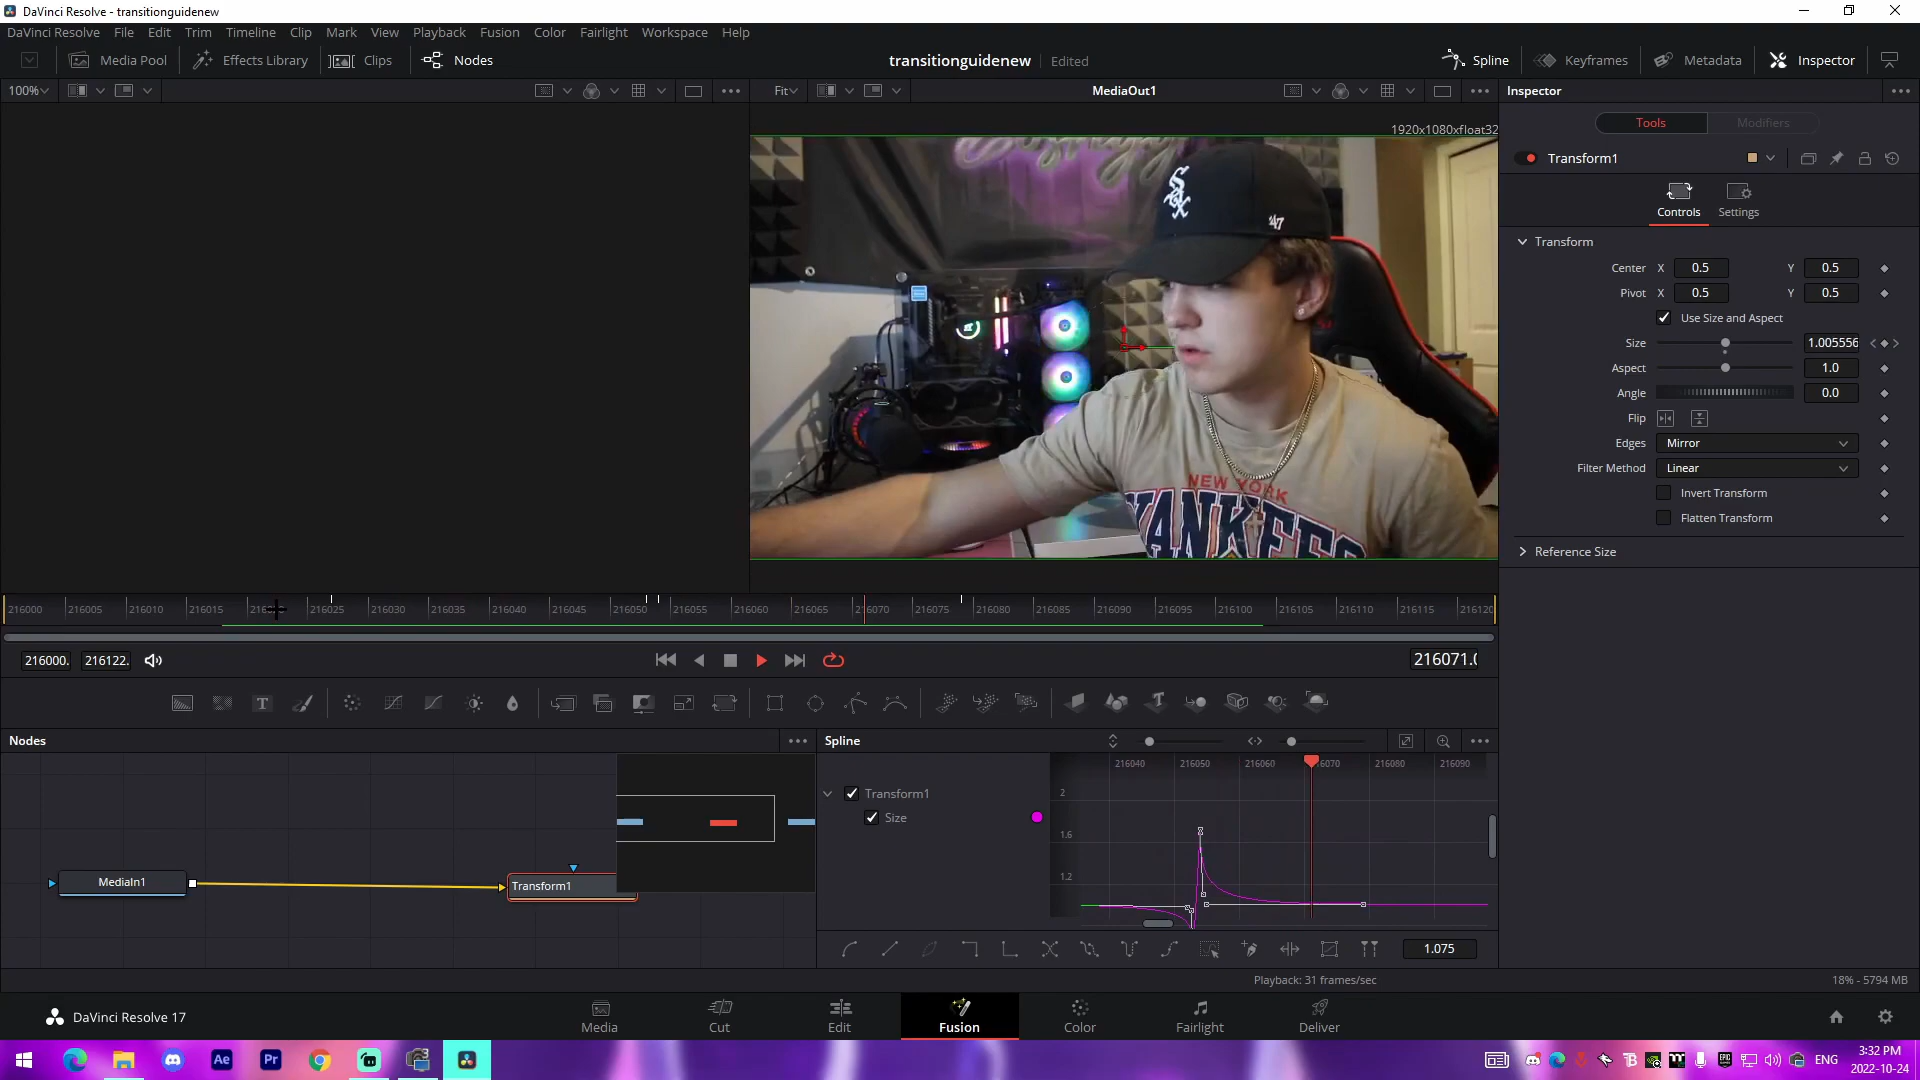 DaVinci Resolve - transitionguidenew
DaVinci Resolve File Edit Trim Timeline Clip Mark View Playback Fusion Color Fairlight Workspace Help
Media Pool Effects Library Clips Nodes transitionguidenew Edited Spline Keyframes Metadata Inspector
100% Fit MediaOut1 Inspector
1920x1080xfloat32
Tools Modifiers
Transform1
Controls Settings
Transform
Center X 0.5 Y 0.5
Pivot X 0.5 Y 0.5
Use Size and Aspect
Size 1.005556
Aspect 1.0
Angle 0.0
Flip
Edges Mirror
Filter Method Linear
Invert Transform
Flatten Transform
Reference Size
SOX
47
NEW YORK
YANKEES
216000 216005 216010 216015 216025 216030 216035 216040 216045 216050 216055 216060 216065 216070 216075 216080 216085 216090 216095 216100 216105 216110 216115 216120
216000. 216122. 216071.0
Nodes Spline
MediaIn1
Transform1
Transform1
Size
216040 216050 216060 216080 216090
2
1.6
1.2
1.075
Playback: 31 frames/sec 18% - 5794 MB
DaVinci Resolve 17 Media Cut Edit Fusion Color Fairlight Deliver
Ae Pr ENG 3:32 PM
2022-10-24